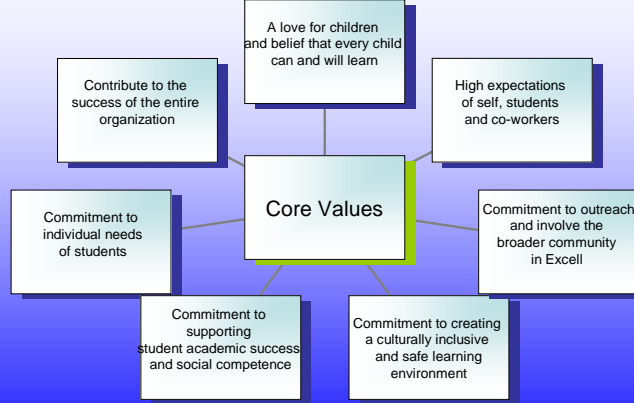 A love for children
and belief that every child
can and will learn
Contribute to the
success of the entire
organization
High expectations
of self, students
and co-workers
Core Values
Commitment to
individual needs
of students
Commitment to outreach
and involve the
broader community
in Excell
Commitment to
supporting
student academic success
and social competence
Commitment to creating
a culturally inclusive
and safe learning
environment